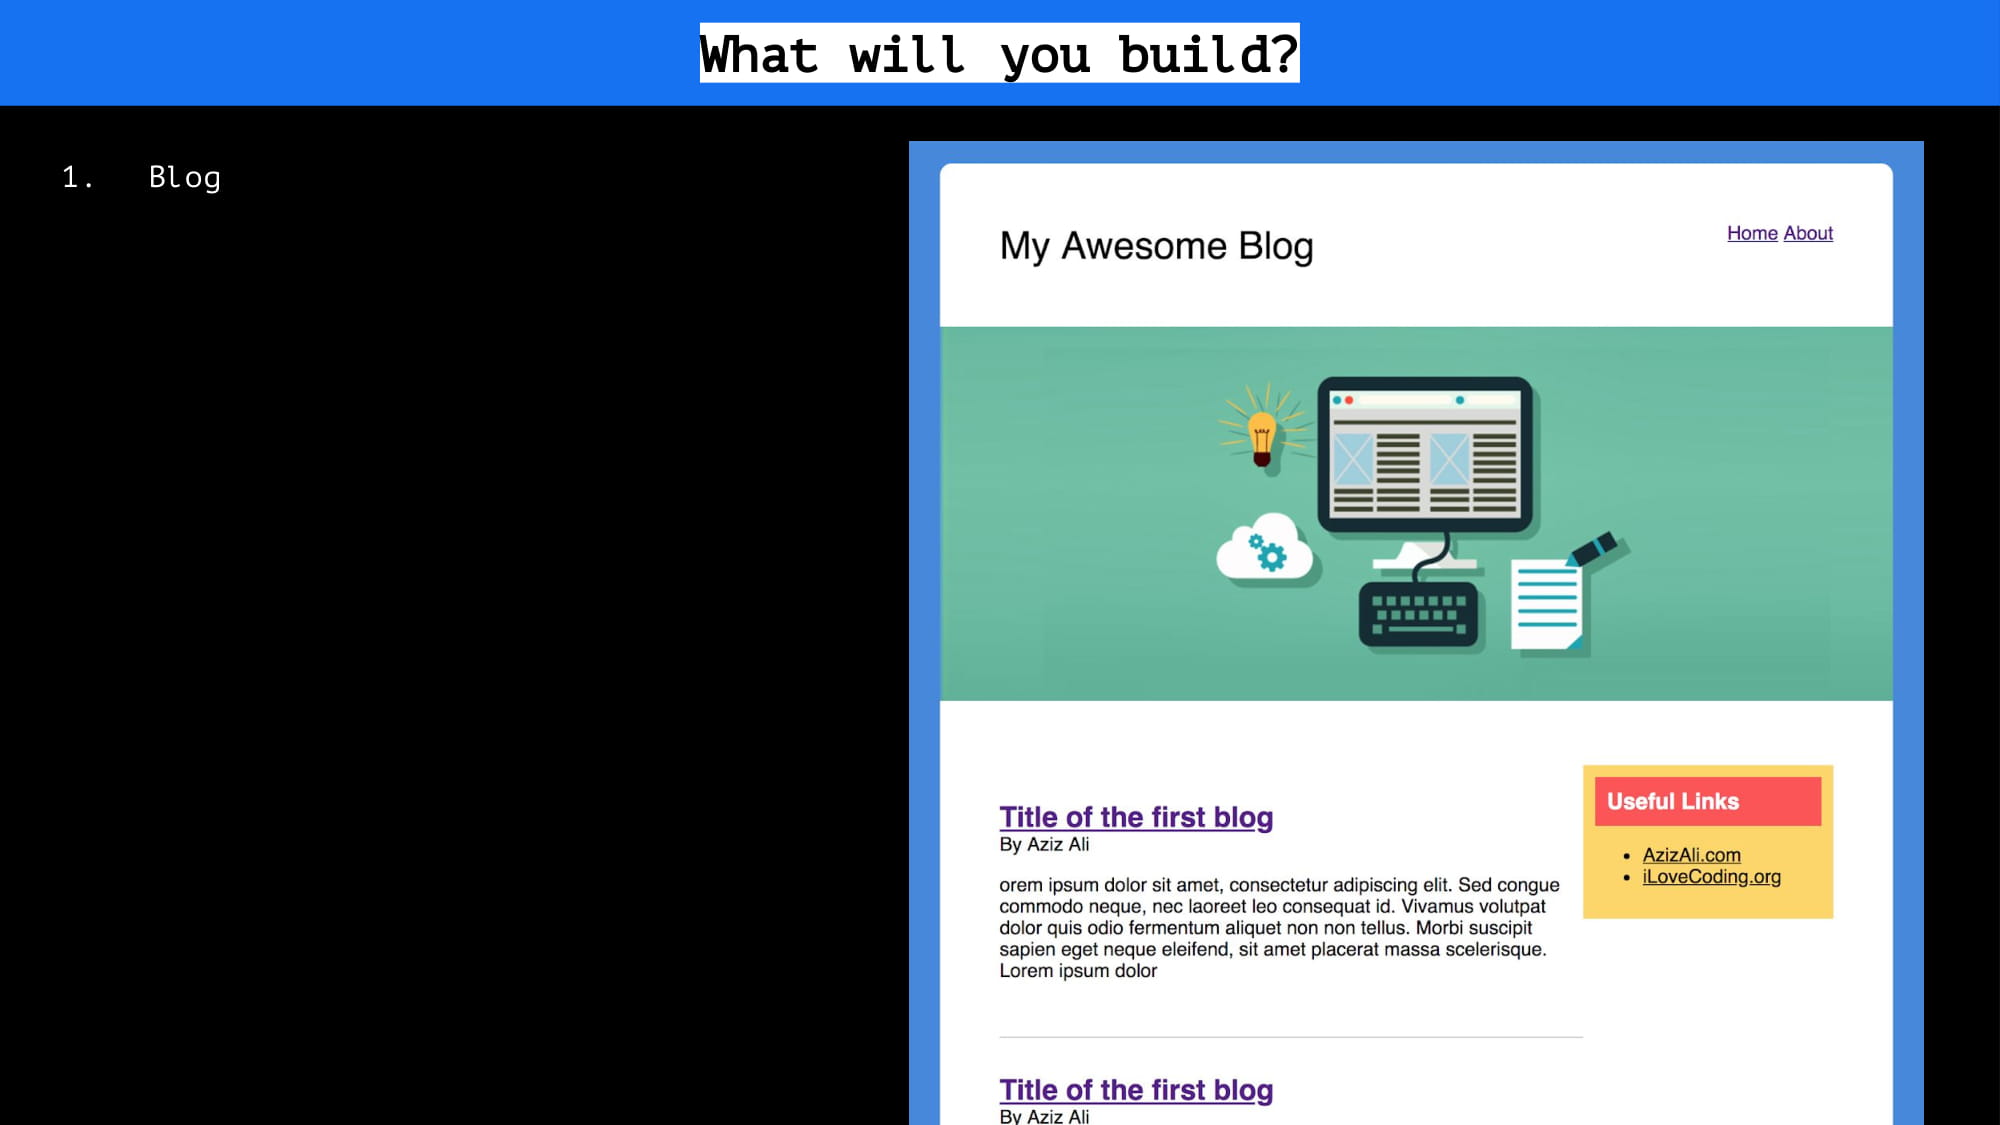 What will you build?
1. Blog
My Awesome Blog
Home About
Title of the first blog
By Aziz Ali
orem ipsum dolor sit amet, consectetur adipiscing elit. Sed congue
commodo neque, nec laoreet leo consequat id. Vivamus volutpat
dolor quis odio fermentum aliquet non non tellus. Morbi suscipit
sapien eget neque eleifend, sit amet placerat massa scelerisque.
Lorem ipsum dolor
Useful Links
• AzizAli.com
• iLoveCoding.org
Title of the first blog
By Aziz Ali